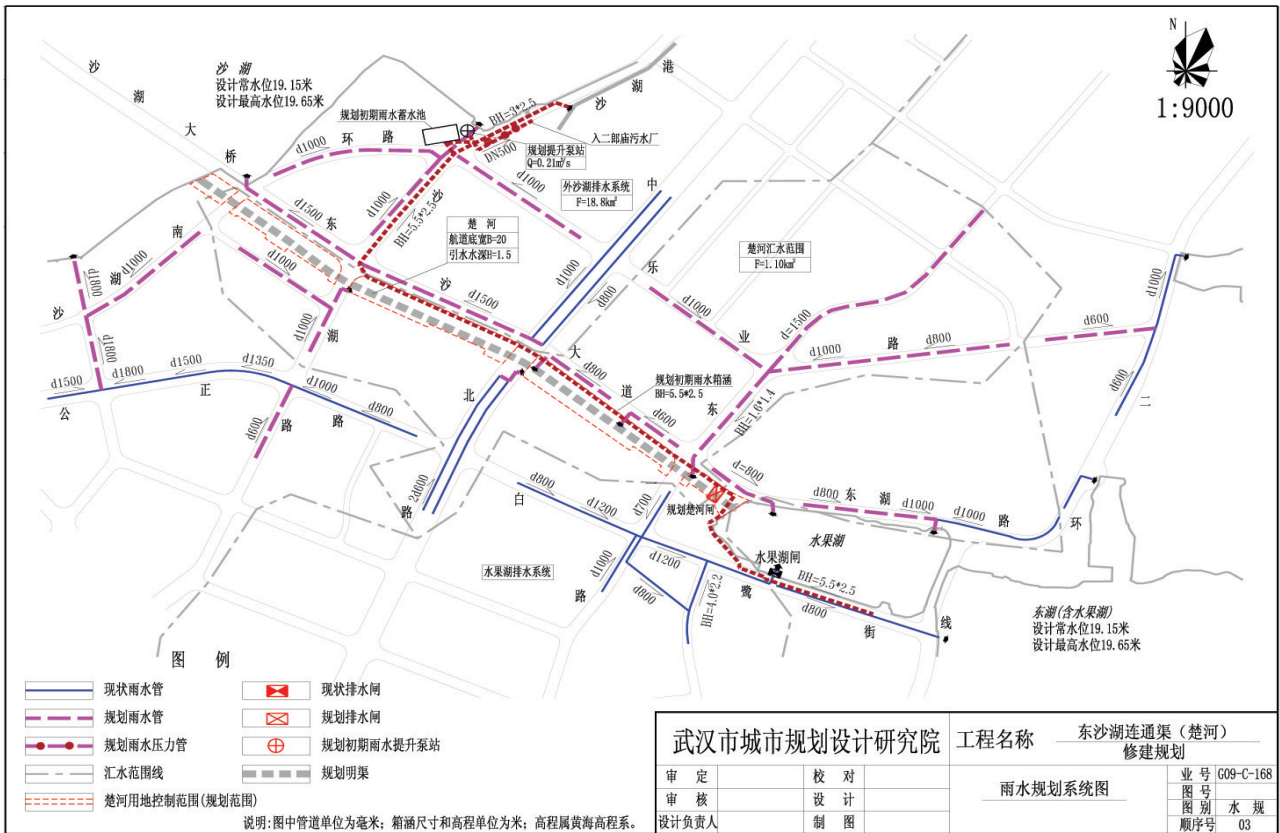 沙湖
设计常水位19.15米
设计最高水位19.65米
N
1:9000
沙湖大桥
沙湖港
规划初期雨水蓄水池
BH=3*2.5
入二郎庙污水厂
DN500
规划提升泵站
Q=0.21m³/s
环路
d1000
d1000
d1000
BH=5.5*2.5
沙
外沙湖排水系统
F=18.8km²
中
楚河
航道底宽B=20
引水水深H=1.5
d1500
东
沙
大
道
d1500
d1000
d800
乐
楚河汇水范围
F=1.10km²
d1000
业
路
d=1500
d1000
d800
d600
d1000
d600
二
环
线
南
湖
沙
d1000
d1800
d1800
d1000
d1000
湖
路
d600
d1500
d1800
d1500
d1350
d1000
d800
公
正
路
北
路
2d600
d800
d600
规划初期雨水箱涵
BH=5.5*2.5
东
BH=1.6*1.4
d=800
d800
东
湖
路
d1000
d1000
规划楚河闸
水果湖
水果湖闸
BH=5.5*2.5
白
鹭
街
d800
d1200
d700
d1200
d1000
路
d800
BH=4.0*2.2
d800
水果湖排水系统
东湖(含水果湖)
设计常水位19.15米
设计最高水位19.65米
图 例
现状雨水管
现状排水闸
规划雨水管
规划排水闸
规划雨水压力管
规划初期雨水提升泵站
汇水范围线
规划明渠
楚河用地控制范围(规划范围)
说明:图中管道单位为毫米；箱涵尺寸和高程单位为米；高程属黄海高程系。
武汉市城市规划设计研究院
工程名称
东沙湖连通渠（楚河）
修建规划
审 定
校 对
审 核
设 计
设计负责人
制 图
雨水规划系统图
业 号 G09-C-168
图 号
图 别 水 规
顺序号 03